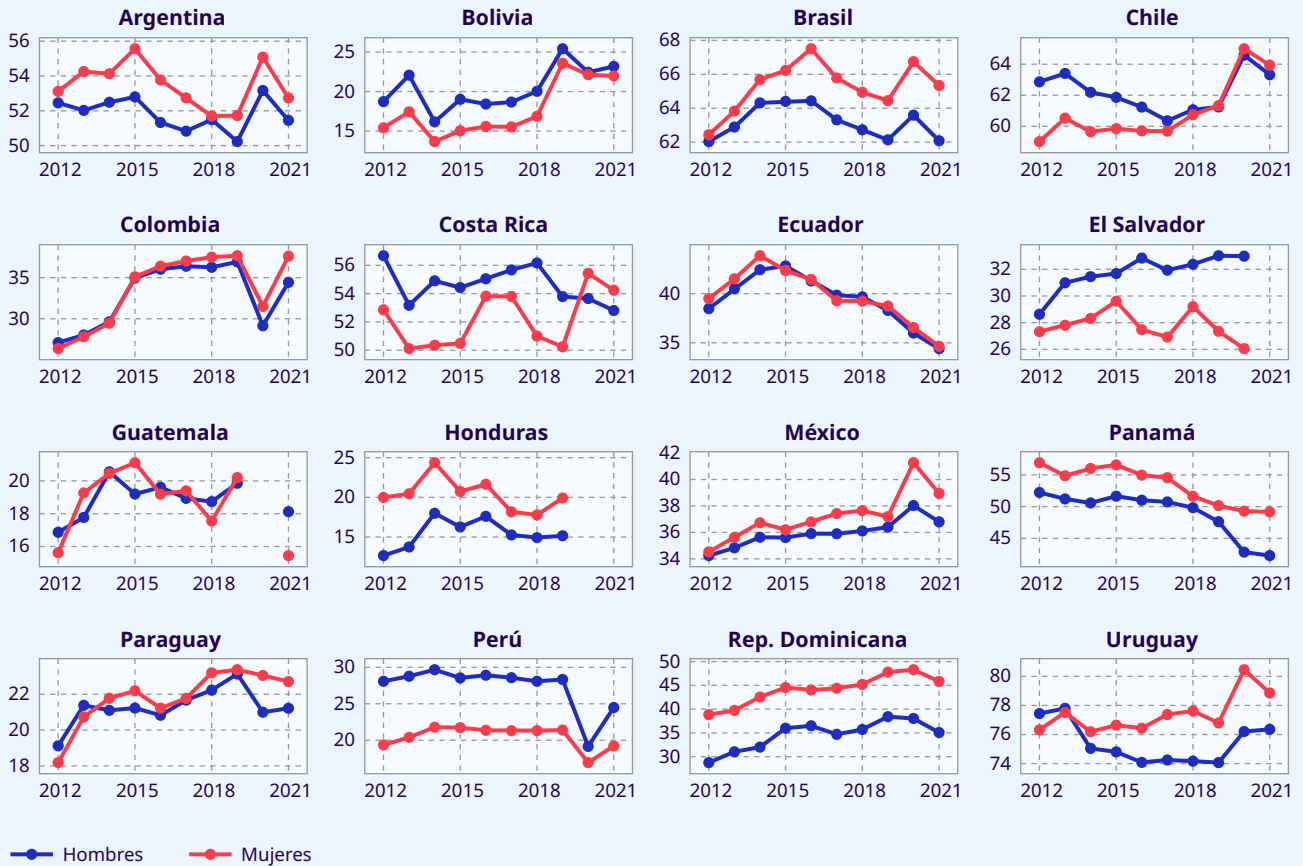 Argentina
56
54
52
50
2012 2015 2018 2021
Bolivia
25
20
15
2012 2015 2018 2021
Brasil
68
66
64
62
2012 2015 2018 2021
Chile
64
62
60
2012 2015 2018 2021
Colombia
35
30
2012 2015 2018 2021
Costa Rica
56
54
52
50
2012 2015 2018 2021
Ecuador
40
35
2012 2015 2018 2021
El Salvador
32
30
28
26
2012 2015 2018 2021
Guatemala
20
18
16
2012 2015 2018 2021
Honduras
25
20
15
2012 2015 2018 2021
México
42
40
38
36
34
2012 2015 2018 2021
Panamá
55
50
45
2012 2015 2018 2021
Paraguay
22
20
18
2012 2015 2018 2021
Perú
30
25
20
2012 2015 2018 2021
Rep. Dominicana
50
45
40
35
30
2012 2015 2018 2021
Uruguay
80
78
76
74
2012 2015 2018 2021
Hombres Mujeres